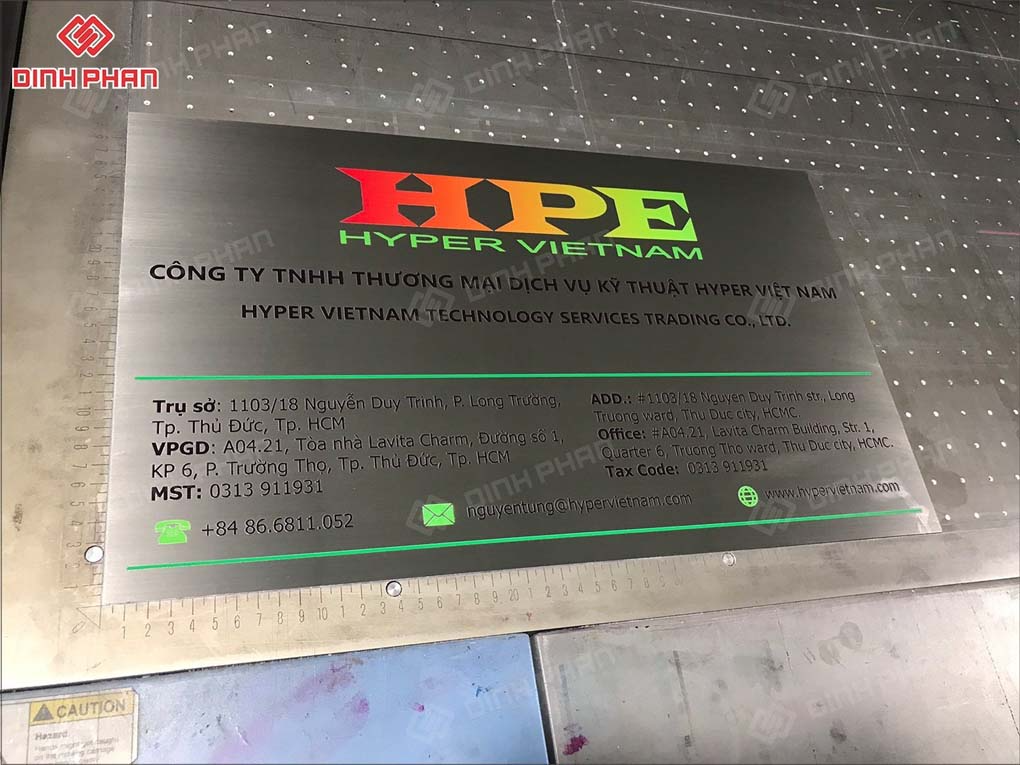 DINH PHAN
HPE
HYPER VIETNAM
CÔNG TY TNHH THƯƠNG MẠI DỊCH VỤ KỸ THUẬT HYPER VIỆT NAM
HYPER VIETNAM TECHNOLOGY SERVICES TRADING CO., LTD.
Trụ sở: 1103/18 Nguyễn Duy Trinh, P. Long Trường,
Tp. Thủ Đức, Tp. HCM
VPGD: A04.21, Tòa nhà Lavita Charm, Đường số 1,
KP 6, P. Trường Thọ, Tp. Thủ Đức, Tp. HCM
MST: 0313 911931
ADD.: #1103/18 Nguyen Duy Trinh str., Long
Truong ward, Thu Duc city, HCMC.
Office: #A04.21, Lavita Charm Building, Str. 1,
Quarter 6, Truong Tho ward, Thu Duc city, HCMC.
Tax Code: 0313 911931
+84 86.6811.052
nguyentung@hypervietnam.com
www.hypervietnam.com
CAUTION
Hazard